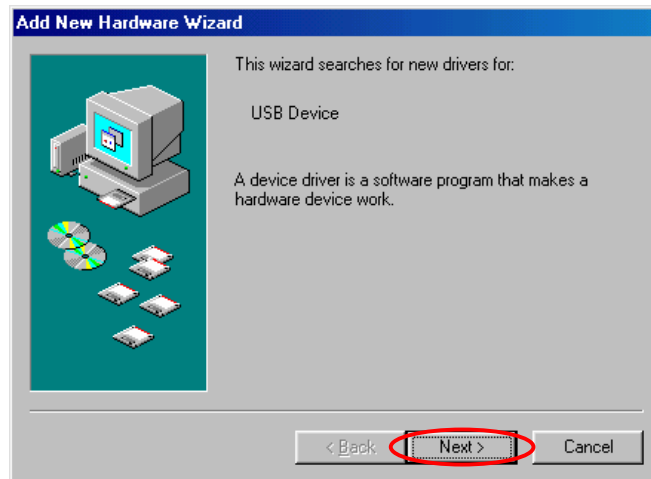 Add New Hardware Wizard
This wizard searches for new drivers for:
USB Device
A device driver is a software program that makes a
hardware device work.
< Back
Next >
Cancel